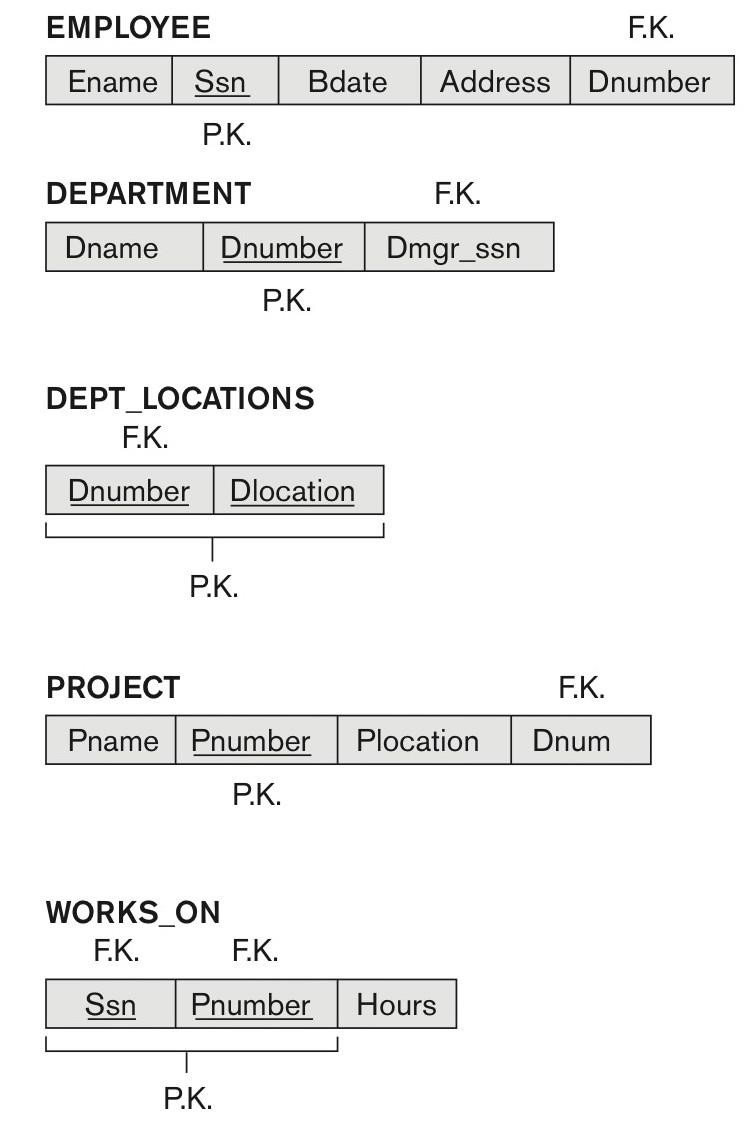 EMPLOYEE F.K.
Ename Ssn Bdate Address Dnumber
P.K.
DEPARTMENT F.K.
Dname Dnumber Dmgr_ssn
P.K.
DEPT_LOCATIONS
F.K.
Dnumber Dlocation
P.K.
PROJECT F.K.
Pname Pnumber Plocation Dnum
P.K.
WORKS_ON
F.K. F.K.
Ssn Pnumber Hours
P.K.